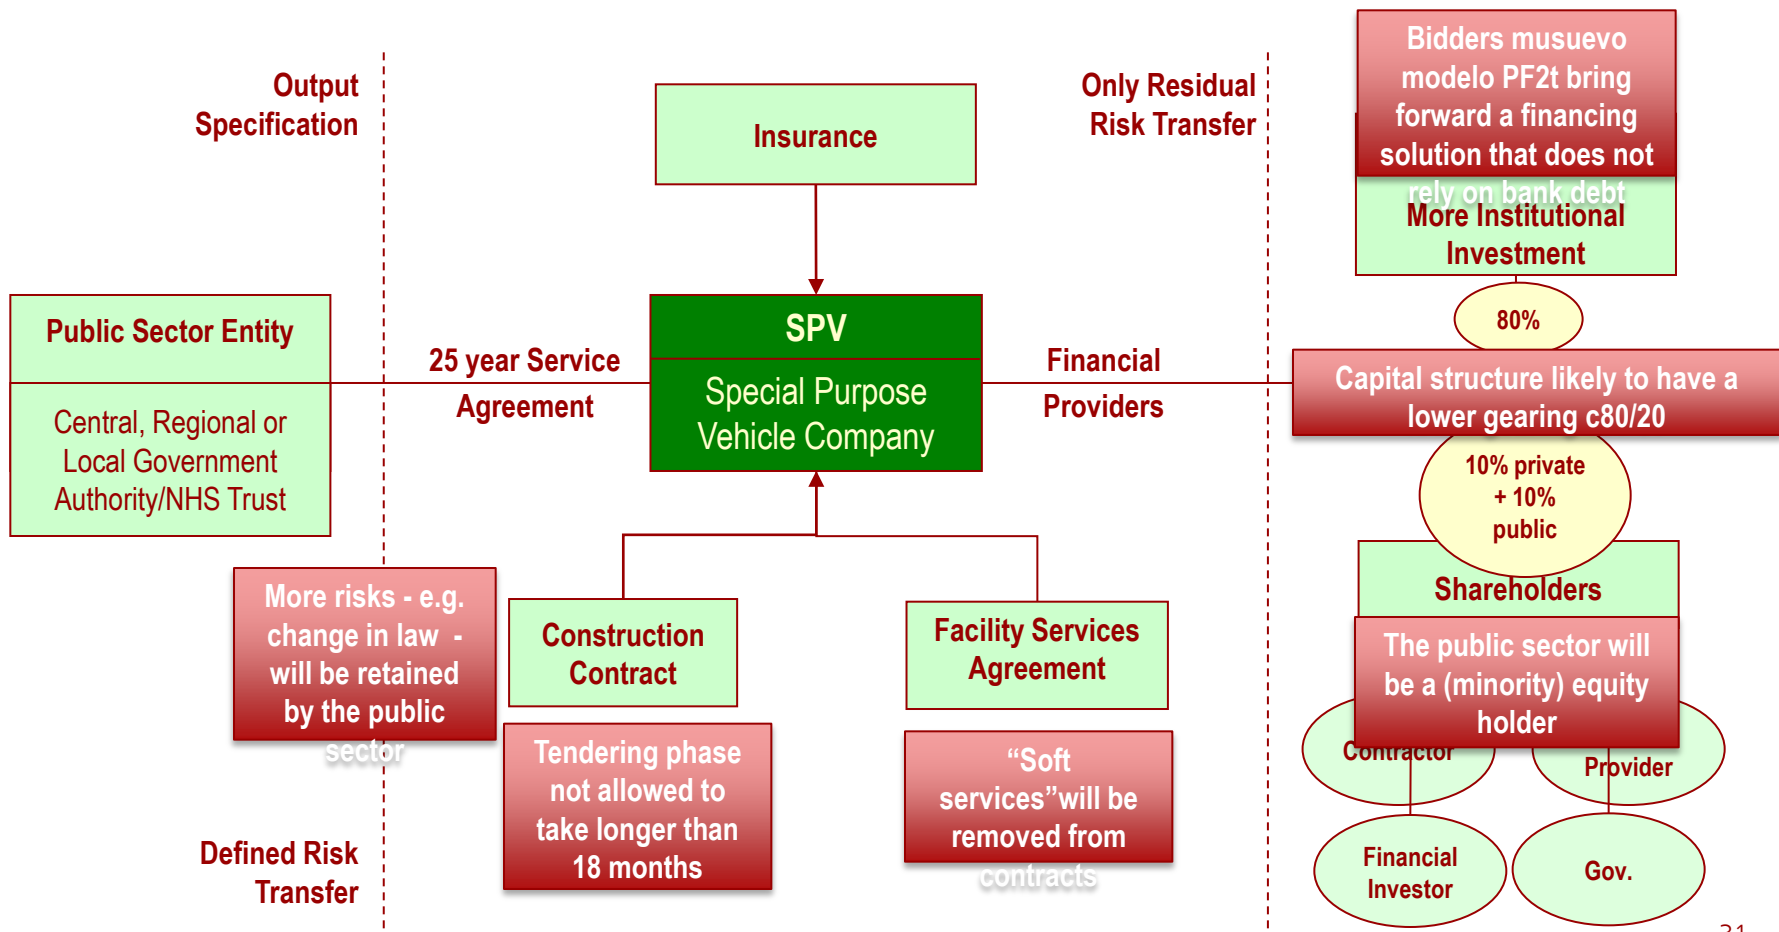 Output
Specification
Insurance
Only Residual
Risk Transfer
Bidders musuevo
modelo PF2t bring
forward a financing
solution that does not
rely on bank debt
More Institutional
Investment
80%
Public Sector Entity
Central, Regional or
Local Government
Authority/NHS Trust
25 year Service
Agreement
SPV
Special Purpose
Vehicle Company
Financial
Providers
Capital structure likely to have a
lower gearing c80/20
10% private
+ 10%
public
Shareholders
The public sector will
be a (minority) equity
holder
Contractor
Provider
Financial
Investor
Gov.
More risks - e.g.
change in law -
will be retained
by the public
sector
Construction
Contract
Facility Services
Agreement
Tendering phase
not allowed to
take longer than
18 months
“Soft
services”will be
removed from
contracts
Defined Risk
Transfer